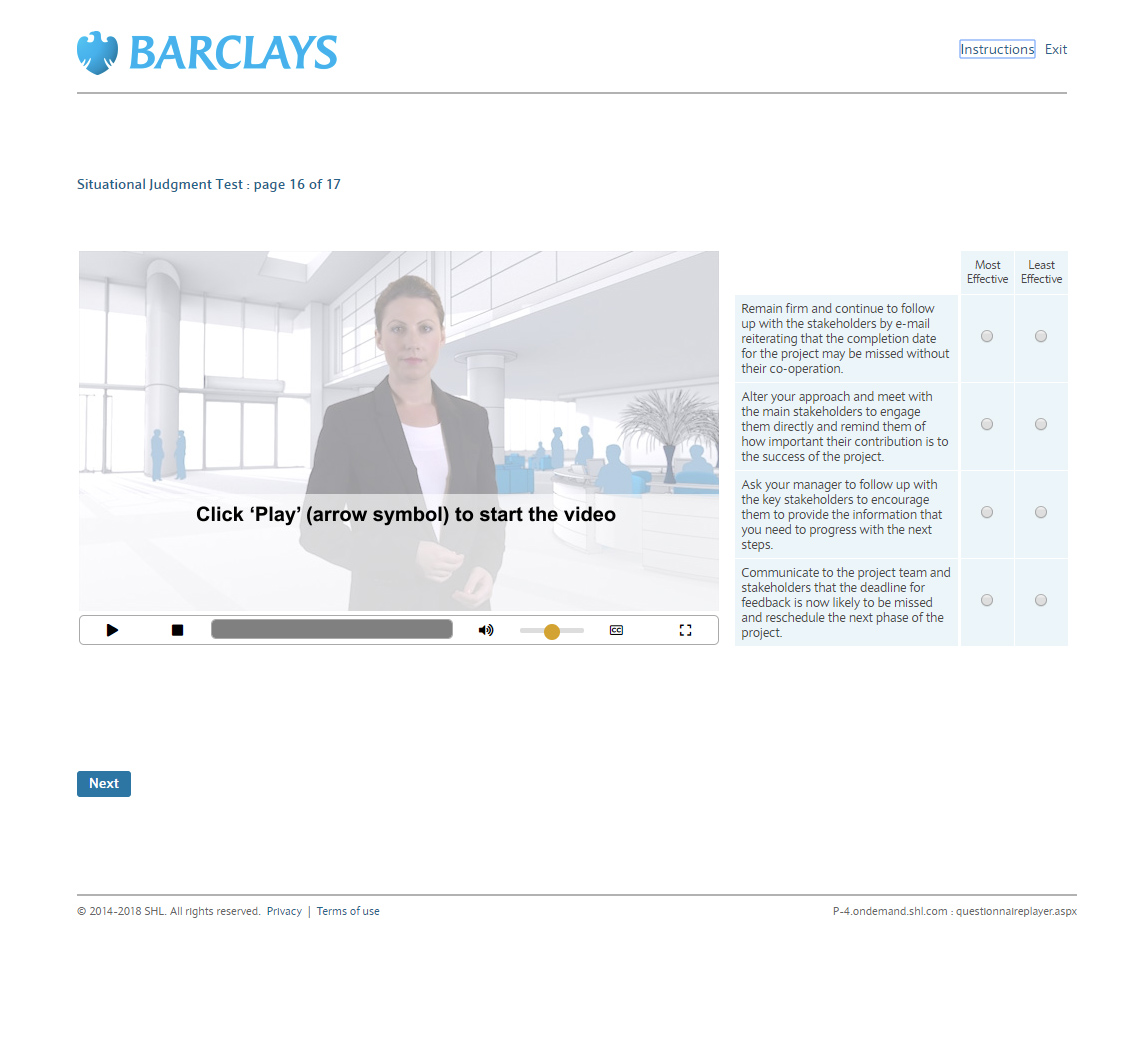 BARCLAYS
Instructions Exit
Situational Judgment Test : page 16 of 17
Click ‘Play’ (arrow symbol) to start the video
CC
Most
Effective
Least
Effective
Remain firm and continue to follow
up with the stakeholders by e-mail
reiterating that the completion date
for the project may be missed without
their co-operation.
Alter your approach and meet with
the main stakeholders to engage
them directly and remind them of
how important their contribution is to
the success of the project.
Ask your manager to follow up with
the key stakeholders to encourage
them to provide the information that
you need to progress with the next
steps.
Communicate to the project team and
stakeholders that the deadline for
feedback is now likely to be missed
and reschedule the next phase of the
project.
Next
© 2014-2018 SHL. All rights reserved. Privacy | Terms of use
P-4.ondemand.shl.com : questionnaireplayer.aspx